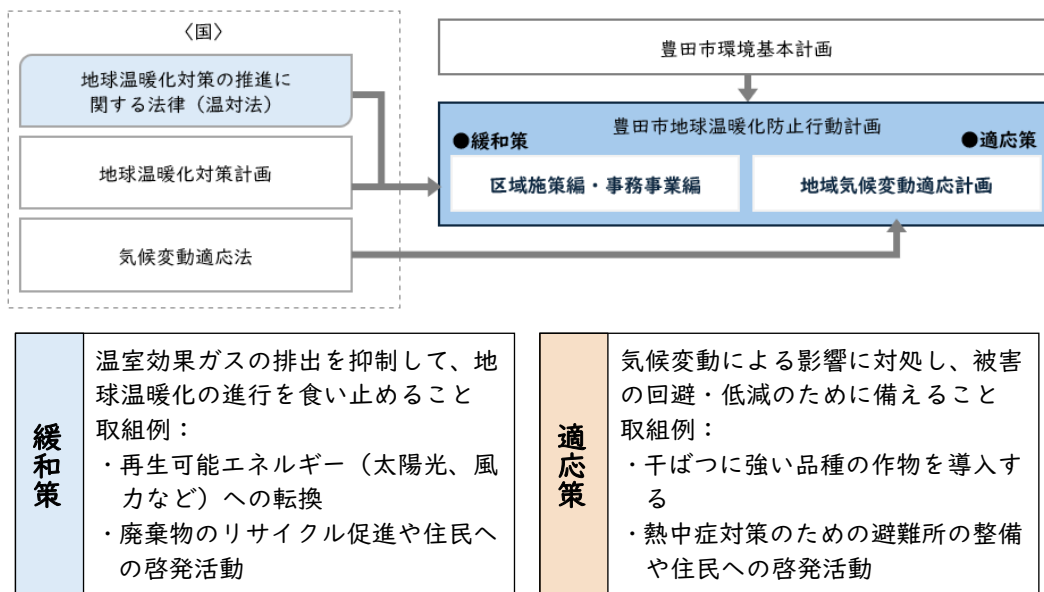 〈国〉
地球温暖化対策の推進に
関する法律（温対法）
地球温暖化対策計画
気候変動適応法
豊田市環境基本計画
豊田市地球温暖化防止行動計画
●緩和策
●適応策
区域施策編・事務事業編
地域気候変動適応計画
緩和策
温室効果ガスの排出を抑制して、地
球温暖化の進行を食い止めること
取組例：
・再生可能エネルギー（太陽光、風
力など）への転換
・廃棄物のリサイクル促進や住民へ
の啓発活動
適応策
気候変動による影響に対処し、被害
の回避・低減のために備えること
取組例：
・干ばつに強い品種の作物を導入す
る
・熱中症対策のための避難所の整備
や住民への啓発活動